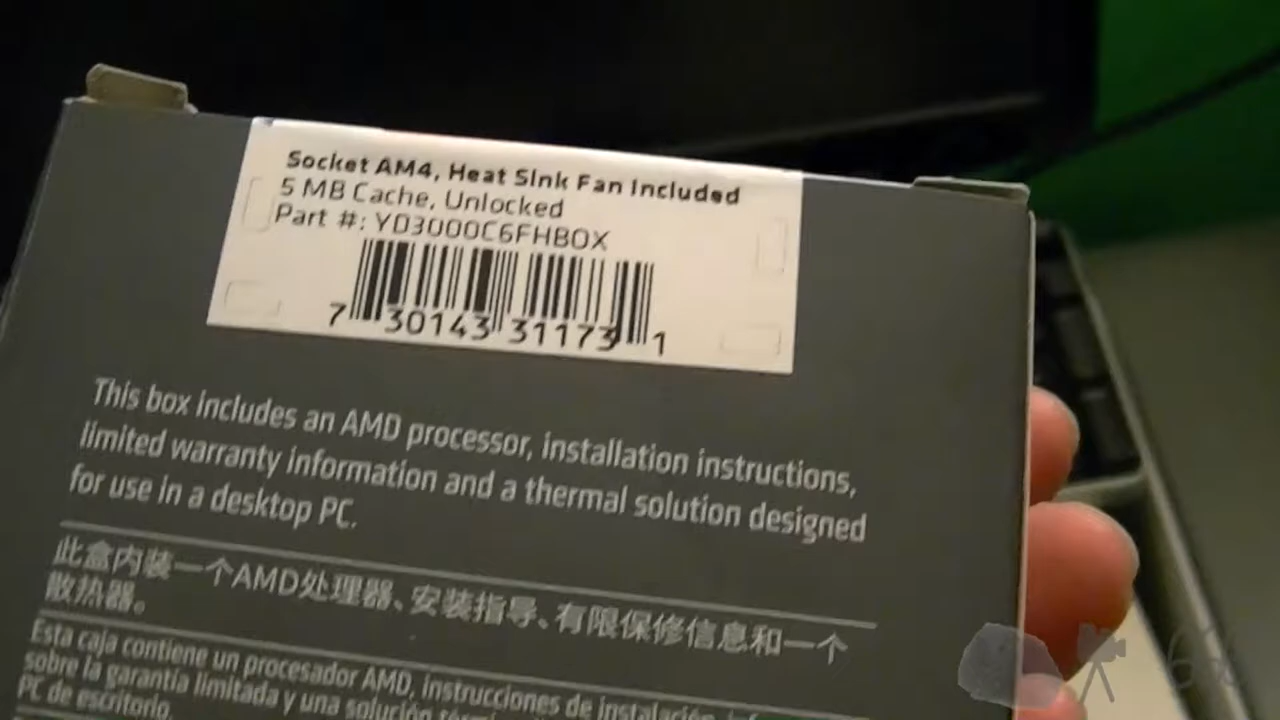 Socket AM4, Heat Sink Fan Included
5 MB Cache, Unlocked
Part #: YD3000C6FHBOX
7 30143 31173 1
This box includes an AMD processor, installation instructions,
limited warranty information and a thermal solution designed
for use in a desktop PC.
此盒内装一个AMD处理器、安装指导、有限保修信息和一个
散热器。
Esta caja contiene un procesador AMD, instrucciones de instalación,
sobre la garantía limitada y una solución
PC de escritorio.